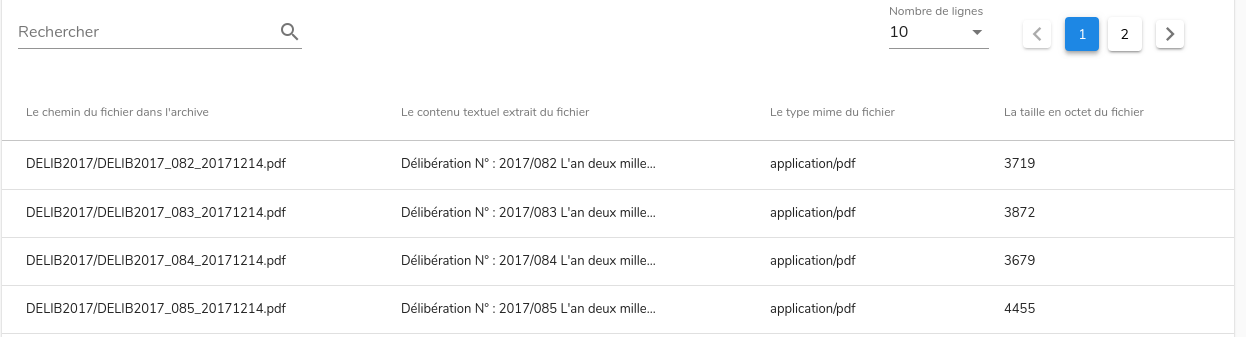 Rechercher
Nombre de lignes
10
1 2
Le chemin du fichier dans l'archive Le contenu textuel extrait du fichier Le type mime du fichier La taille en octet du fichier
DELIB2017/DELIB2017_082_20171214.pdf Délibération N° : 2017/082 L'an deux mille... application/pdf 3719
DELIB2017/DELIB2017_083_20171214.pdf Délibération N° : 2017/083 L'an deux mille... application/pdf 3872
DELIB2017/DELIB2017_084_20171214.pdf Délibération N° : 2017/084 L'an deux mille... application/pdf 3679
DELIB2017/DELIB2017_085_20171214.pdf Délibération N° : 2017/085 L'an deux mille... application/pdf 4455